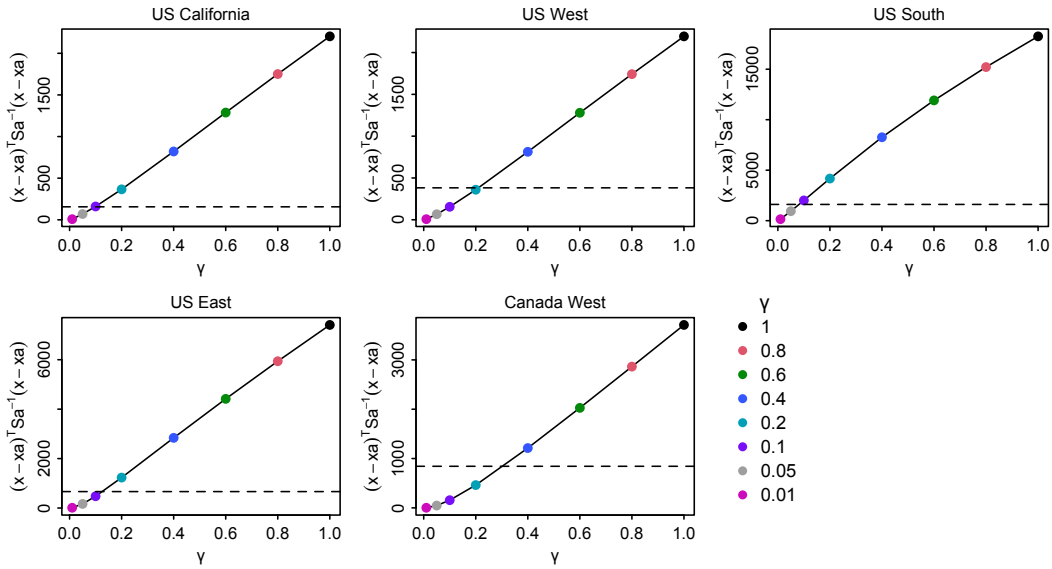 US California
(x − xa)ᵀSa⁻¹(x − xa)
0 500 1500
0.0 0.2 0.4 0.6 0.8 1.0
γ
US West
(x − xa)ᵀSa⁻¹(x − xa)
0 500 1500
0.0 0.2 0.4 0.6 0.8 1.0
γ
US South
(x − xa)ᵀSa⁻¹(x − xa)
0 5000 15000
0.0 0.2 0.4 0.6 0.8 1.0
γ
US East
(x − xa)ᵀSa⁻¹(x − xa)
0 2000 6000
0.0 0.2 0.4 0.6 0.8 1.0
γ
Canada West
(x − xa)ᵀSa⁻¹(x − xa)
0 1000 3000
0.0 0.2 0.4 0.6 0.8 1.0
γ
γ
1
0.8
0.6
0.4
0.2
0.1
0.05
0.01